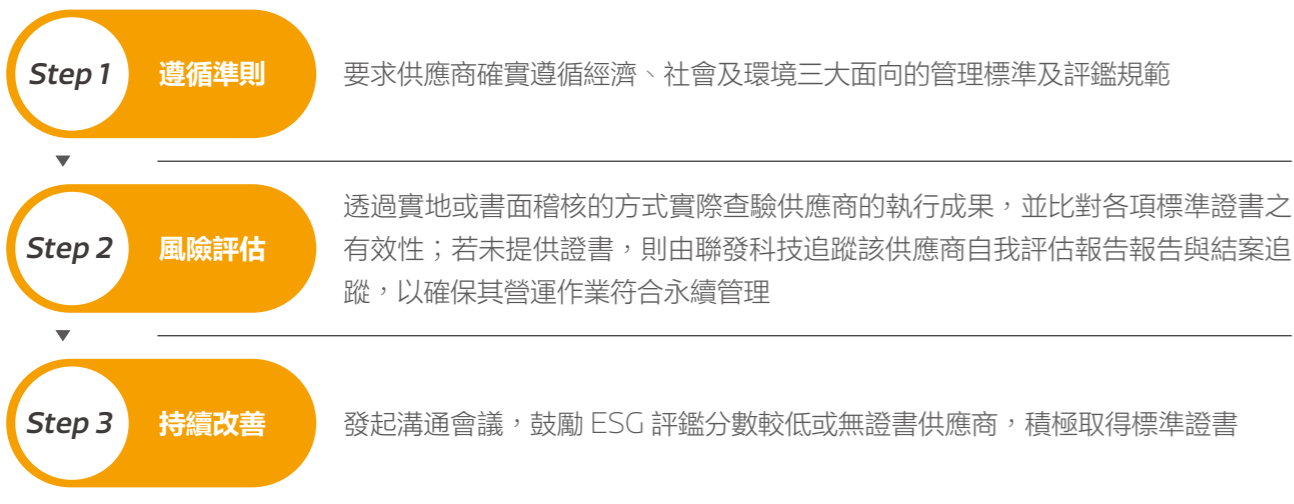 Step 1
遵循準則
要求供應商確實遵循經濟、社會及環境三大面向的管理標準及評鑑規範
Step 2
風險評估
透過實地或書面稽核的方式實際查驗供應商的執行成果，並比對各項標準證書之
有效性；若未提供證書，則由聯發科技追蹤該供應商自我評估報告報告與結案追
蹤，以確保其營運作業符合永續管理
Step 3
持續改善
發起溝通會議，鼓勵 ESG 評鑑分數較低或無證書供應商，積極取得標準證書